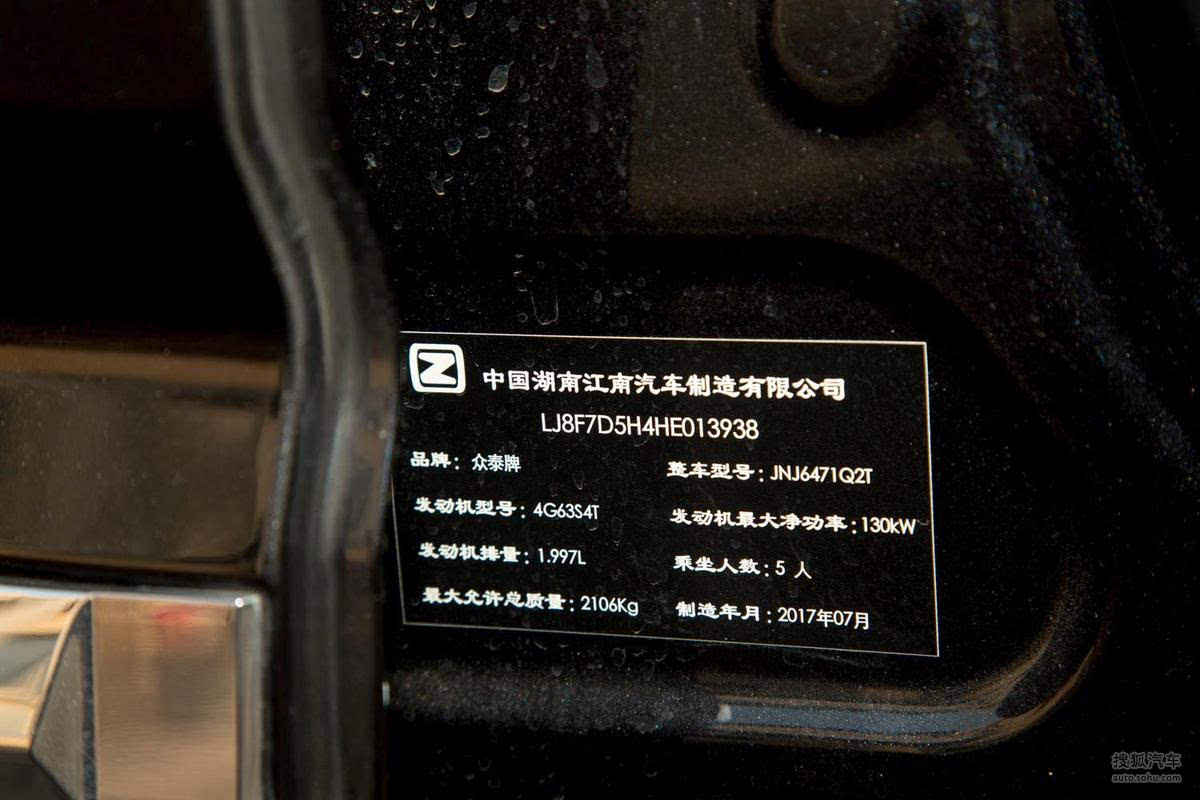 Z 中国湖南江南汽车制造有限公司
LJ8F7D5H4HE013938
品牌：众泰牌 整车型号：JNJ6471Q2T
发动机型号：4G63S4T 发动机最大净功率：130kW
发动机排量：1.997L 乘坐人数：5 人
最大允许总质量：2106Kg 制造年月：2017年07月
搜狐汽车
auto.sohu.com